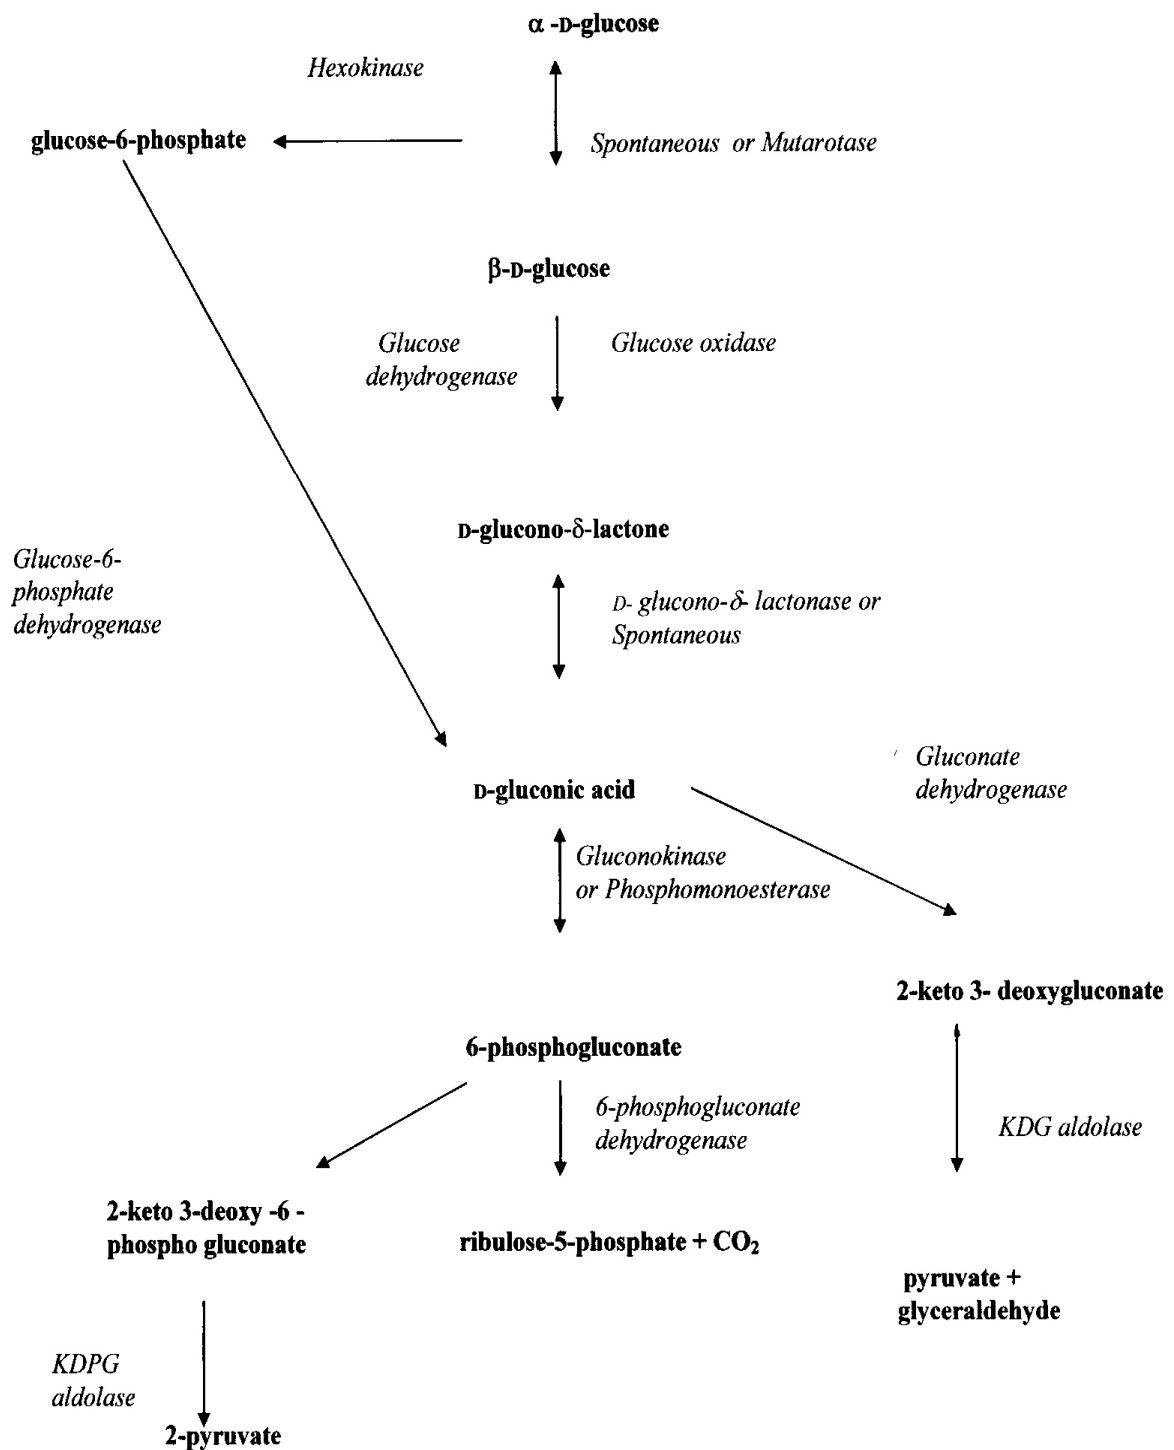 α -D-glucose
Hexokinase
glucose-6-phosphate
Spontaneous or Mutarotase
β-D-glucose
Glucose
dehydrogenase
Glucose oxidase
D-glucono-δ-lactone
Glucose-6-
phosphate
dehydrogenase
D- glucono-δ- lactonase or
Spontaneous
Gluconate
dehydrogenase
D-gluconic acid
Gluconokinase
or Phosphomonoesterase
2-keto 3- deoxygluconate
6-phosphogluconate
6-phosphogluconate
dehydrogenase
KDG aldolase
2-keto 3-deoxy -6 -
phospho gluconate
ribulose-5-phosphate + CO₂
pyruvate +
glyceraldehyde
KDPG
aldolase
2-pyruvate